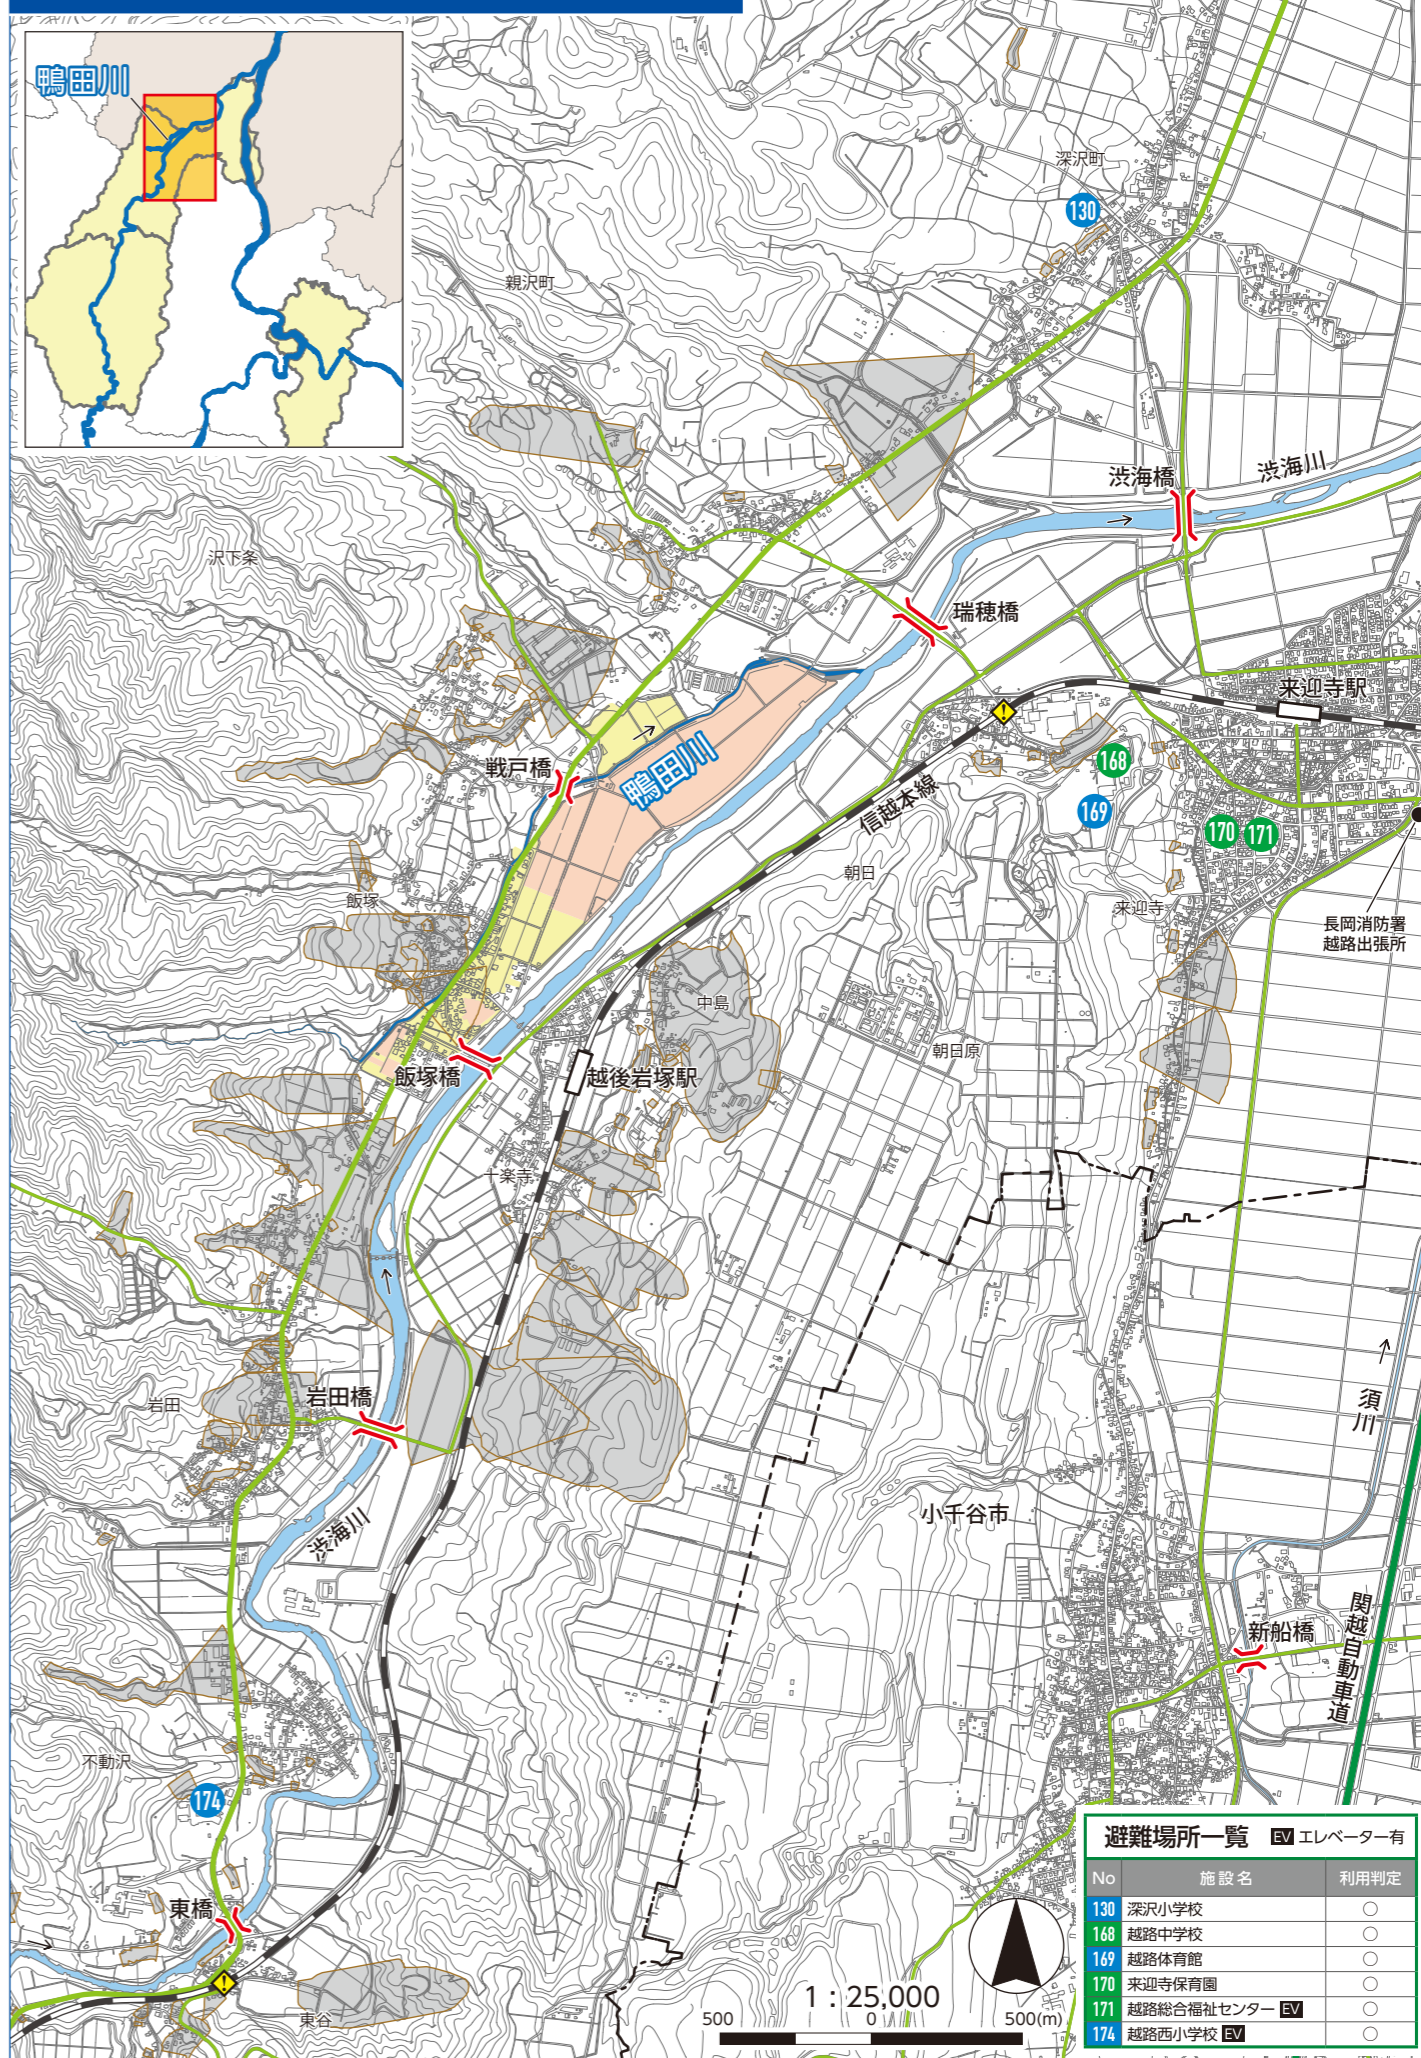 鴨田川
深沢町
130
親沢町
渋海橋
渋海川
沢下条
瑞穂橋
来迎寺駅
戦戸橋
鴨田川
168
信越本線
169
170
171
朝日
飯塚
来迎寺
長岡消防署
越路出張所
中島
朝日原
飯塚橋
越後岩塚駅
十楽寺
岩田
岩田橋
須川
小千谷市
渋海川
関越自動車道
新船橋
不動沢
174
東橋
東谷
1：25,000
500 0 500(m)
避難場所一覧 EV エレベーター有
No 施設名 利用判定
130 深沢小学校 ○
168 越路中学校 ○
169 越路体育館 ○
170 来迎寺保育園 ○
171 越路総合福祉センター EV ○
174 越路西小学校 EV ○